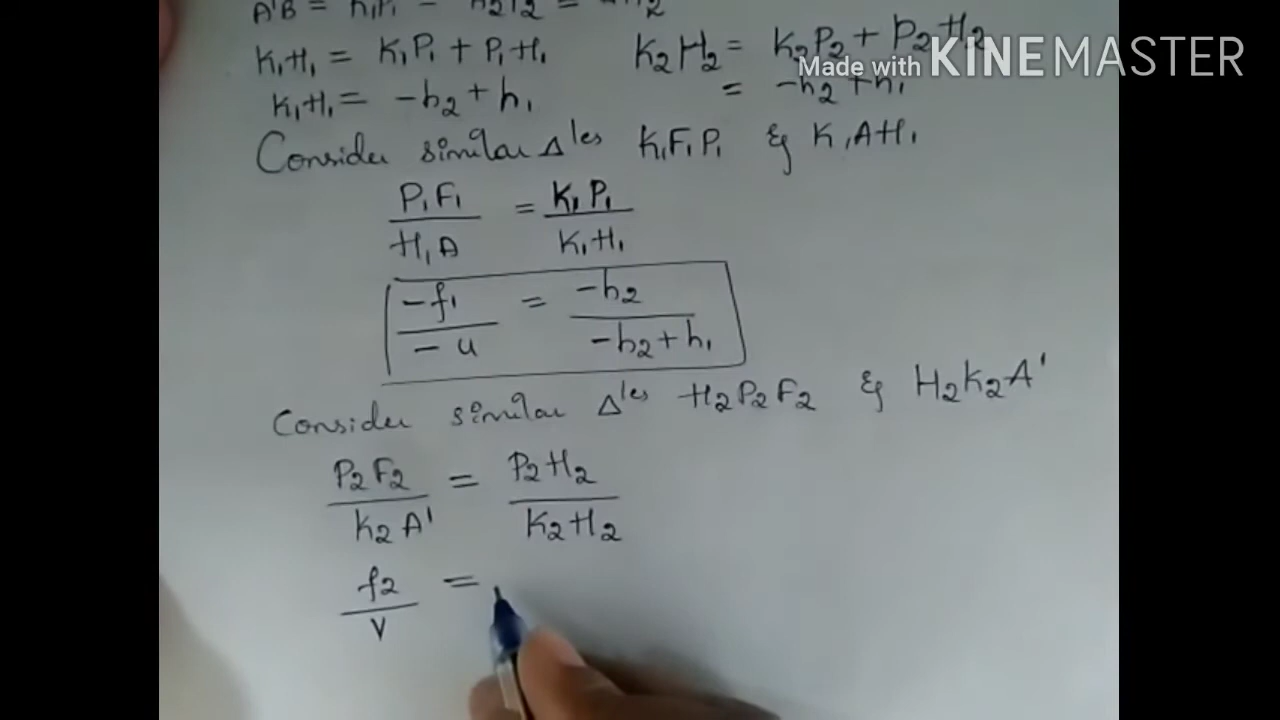 K₁H₁ = K₁P₁ + P₁H₁    K₂H₂ = K₂P₂ + P₂H₂
Made with KINEMASTER
K₁H₁ = -h₂ + h₁    = -h₂ + h₁
Consider similar Δles K₁F₁P₁ & K₁AH₁
P₁F₁/H₁A = K₁P₁/K₁H₁
-f₁/-u = -h₂/-h₂+h₁
Consider similar Δles H₂P₂F₂ & H₂K₂A'
P₂F₂/K₂A' = P₂H₂/K₂H₂
f₂/v =